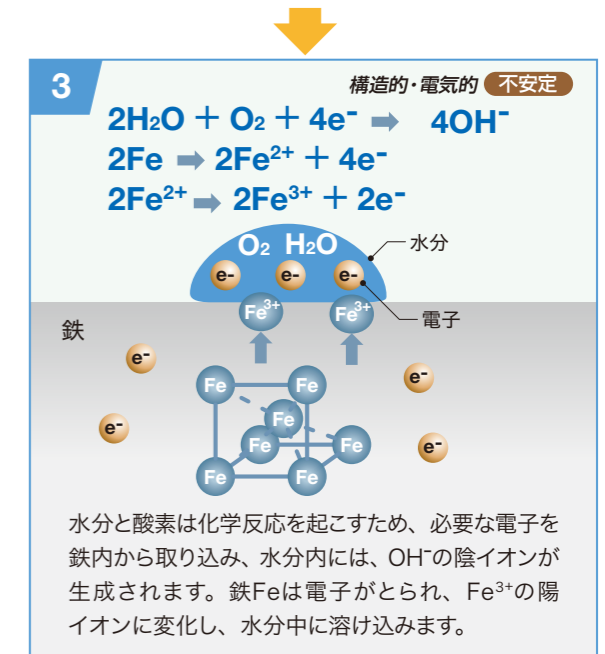 3
構造的・電気的 不安定
2H₂O + O₂ + 4e⁻ ➡ 4OH⁻
2Fe ➡ 2Fe²⁺ + 4e⁻
2Fe²⁺ ➡ 2Fe³⁺ + 2e⁻
O₂ H₂O
水分
e- e- e-
Fe³⁺ Fe³⁺
電子
鉄
e⁻ e⁻
e⁻ e⁻
Fe Fe
Fe
Fe Fe
Fe Fe
水分と酸素は化学反応を起こすため、必要な電子を
鉄内から取り込み、水分内には、OH⁻の陰イオンが
生成されます。鉄Feは電子がとられ、Fe³⁺の陽
イオンに変化し、水分中に溶け込みます。